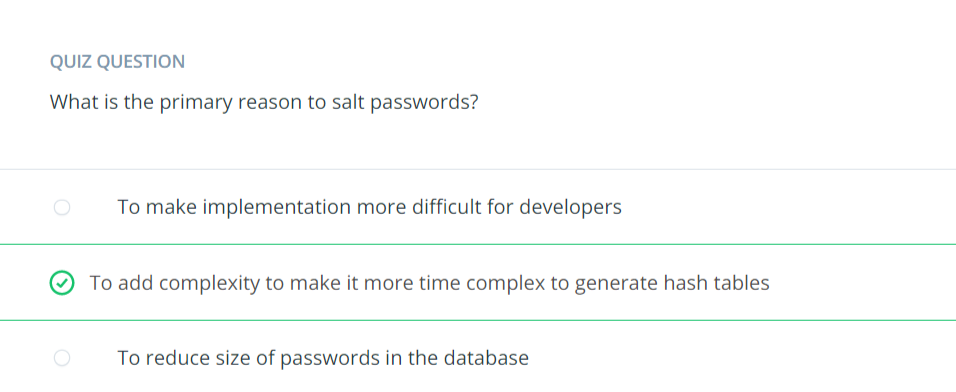 QUIZ QUESTION
What is the primary reason to salt passwords?
To make implementation more difficult for developers
To add complexity to make it more time complex to generate hash tables
To reduce size of passwords in the database